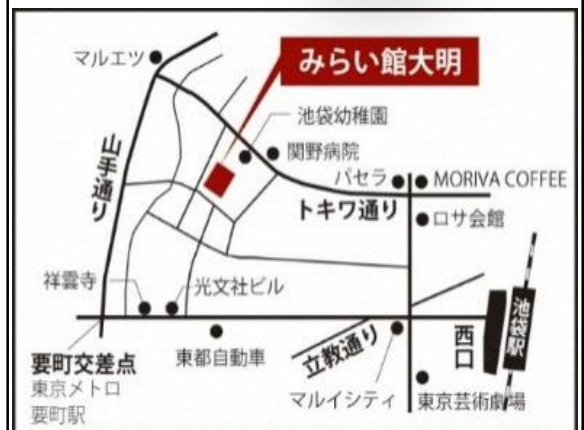 マルエツ
みらい館大明
池袋幼稚園
関野病院
山手通り
パセラ
MORIVA COFFEE
トキワ通り
ロサ会館
祥雲寺
光文社ビル
池袋駅
西口
立教通り
要町交差点
東京メトロ
要町駅
東都自動車
マルイシティ
東京芸術劇場